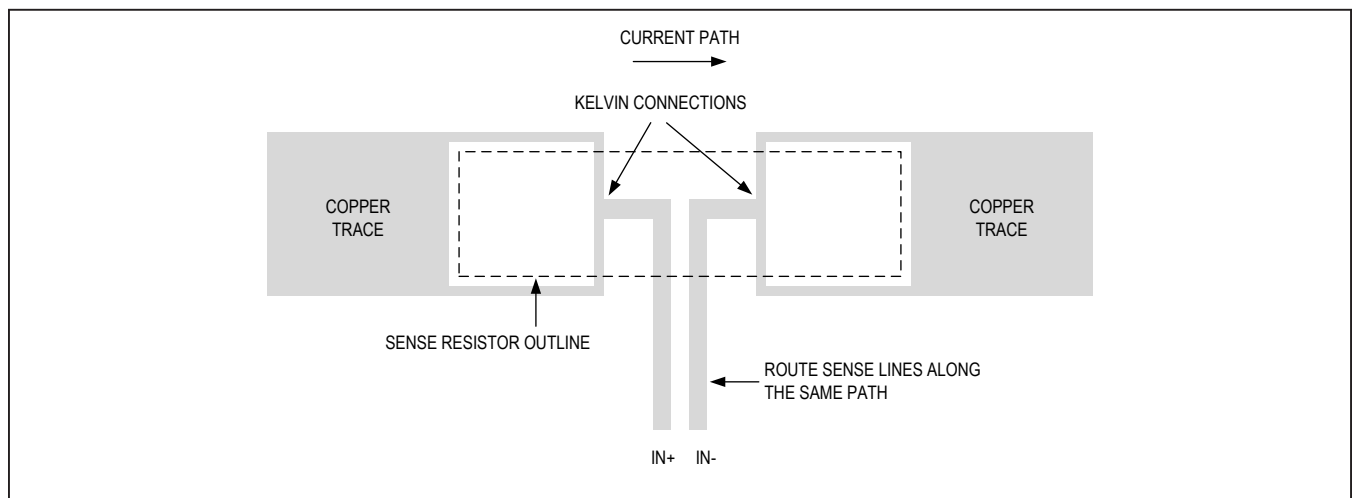 CURRENT PATH
KELVIN CONNECTIONS
COPPER
TRACE
COPPER
TRACE
SENSE RESISTOR OUTLINE
ROUTE SENSE LINES ALONG
THE SAME PATH
IN+ IN-